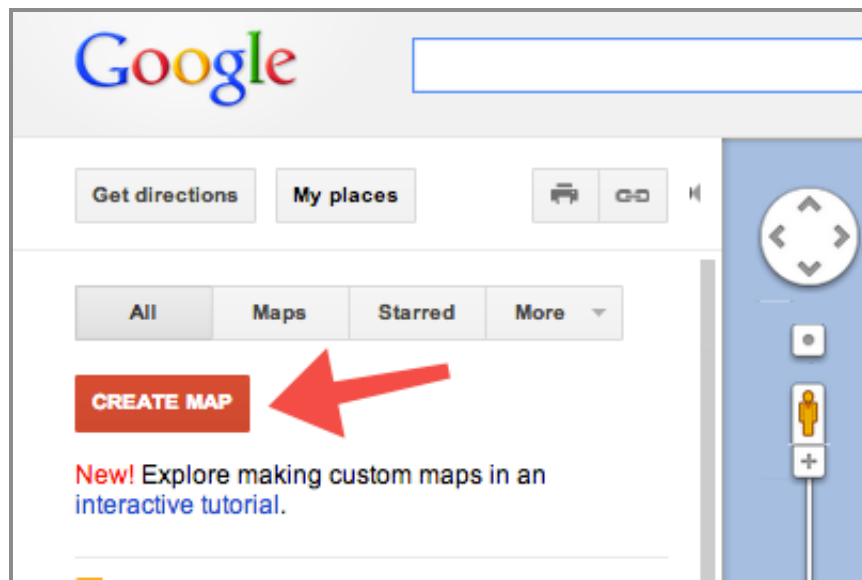 Google
Get directions
My places
All
Maps
Starred
More
CREATE MAP
New! Explore making custom maps in an
interactive tutorial.